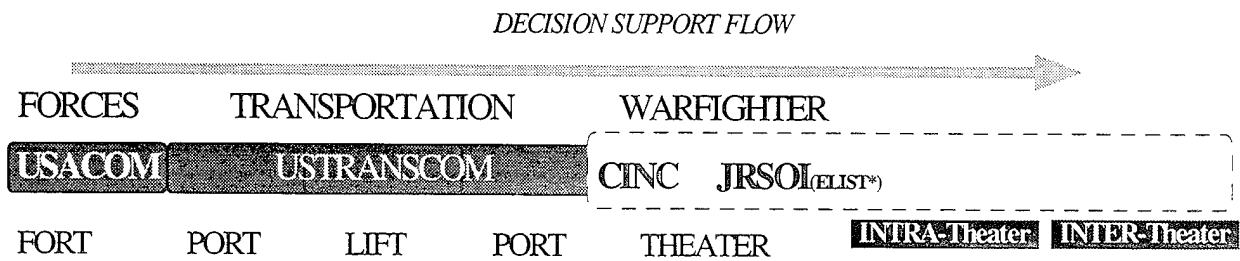 DECISION SUPPORT FLOW
FORCES TRANSPORTATION WARFIGHTER
USACOM USTRANSCOM CINC JRSOI(ELIST*)
FORT PORT LIFT PORT THEATER INTRA-Theater INTER-Theater